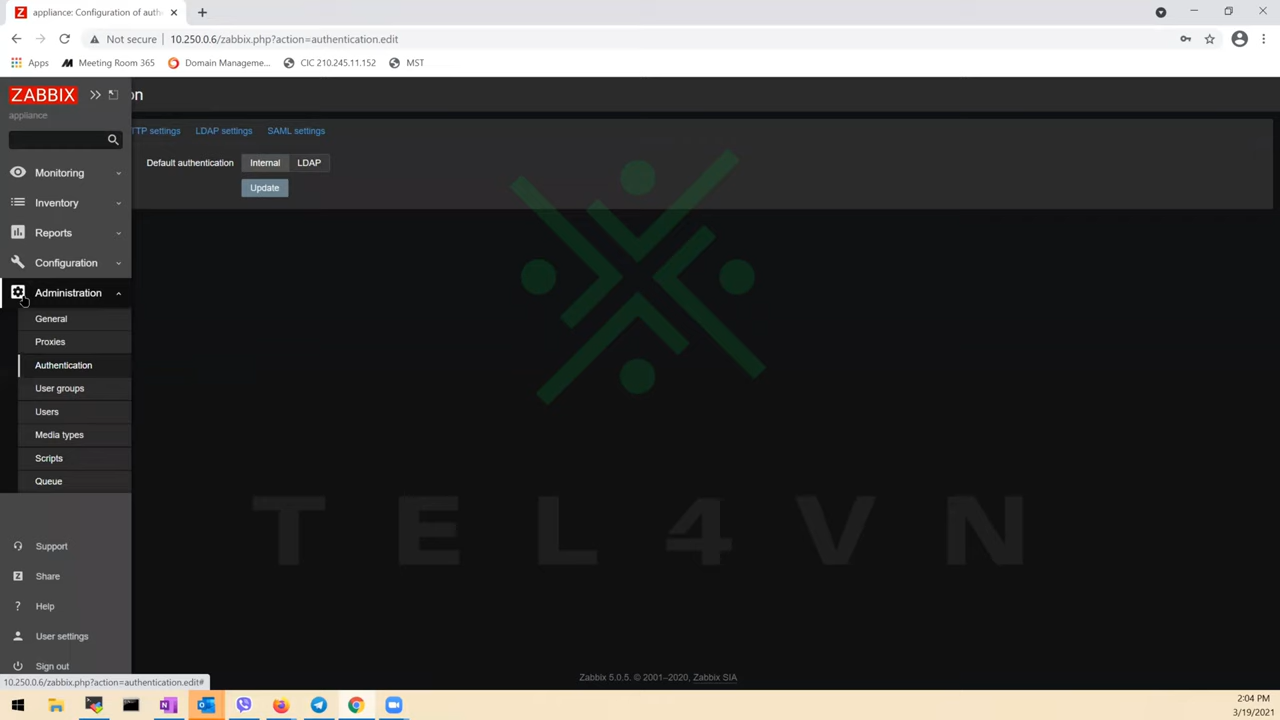 appliance: Configuration of auth
Not secure 10.250.0.6/zabbix.php?action=authentication.edit
Apps Meeting Room 365 Domain Manageme... CIC 210.245.11.152 MST
ZABBIX
on
appliance
TP settings LDAP settings SAML settings
Default authentication Internal LDAP
Update
Monitoring
Inventory
Reports
Configuration
Administration
General
Proxies
Authentication
User groups
Users
Media types
Scripts
Queue
TEL4VN
Support
Share
Help
User settings
Sign out
Zabbix 5.0.5. © 2001–2020, Zabbix SIA
10.250.0.6/zabbix.php?action=authentication.edit#
2:04 PM
3/19/2021